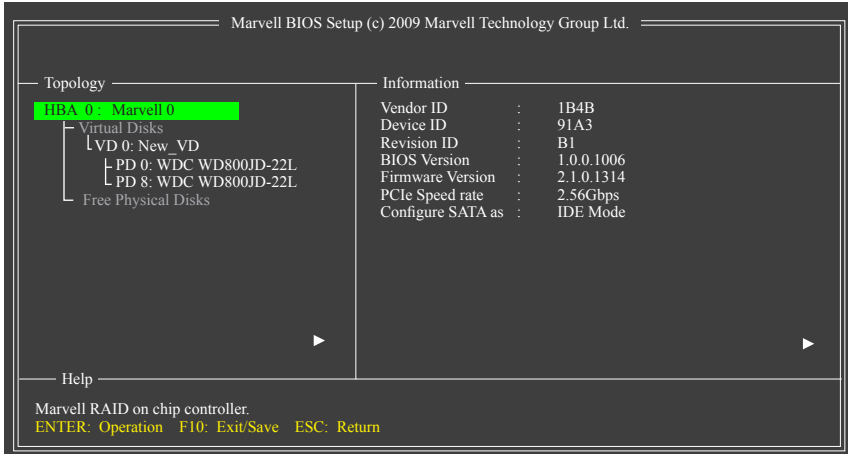 Marvell BIOS Setup (c) 2009 Marvell Technology Group Ltd.
Topology
HBA 0 : Marvell 0
Virtual Disks
VD 0: New_VD
PD 0: WDC WD800JD-22L
PD 8: WDC WD800JD-22L
Free Physical Disks
Information
Vendor ID : 1B4B
Device ID : 91A3
Revision ID : B1
BIOS Version : 1.0.0.1006
Firmware Version : 2.1.0.1314
PCIe Speed rate : 2.56Gbps
Configure SATA as : IDE Mode
Help
Marvell RAID on chip controller.
ENTER: Operation F10: Exit/Save ESC: Return